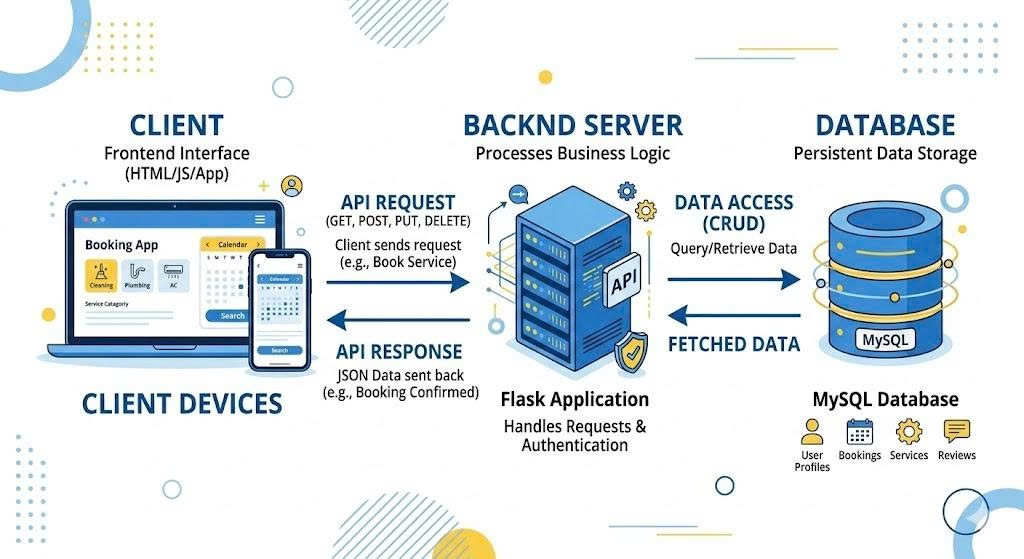 CLIENT
Frontend Interface
(HTML/JS/App)
Booking App
Cleaning
Plumbing
AC
Service Catagory
Calendar
S M T W T
Search
Calendar
Search
CLIENT DEVICES
API REQUEST
(GET, POST, PUT, DELETE)
Client sends request
(e.g., Book Service)
API RESPONSE
JSON Data sent back
(e.g., Booking Confirmed)
BACKND SERVER
Processes Business Logic
API
Flask Application
Handles Requests &
Authentication
DATA ACCESS
(CRUD)
Query/Retrieve Data
FETCHED DATA
DATABASE
Persistent Data Storage
MySQL
MySQL Database
User
Profiles
Bookings
Services
Reviews